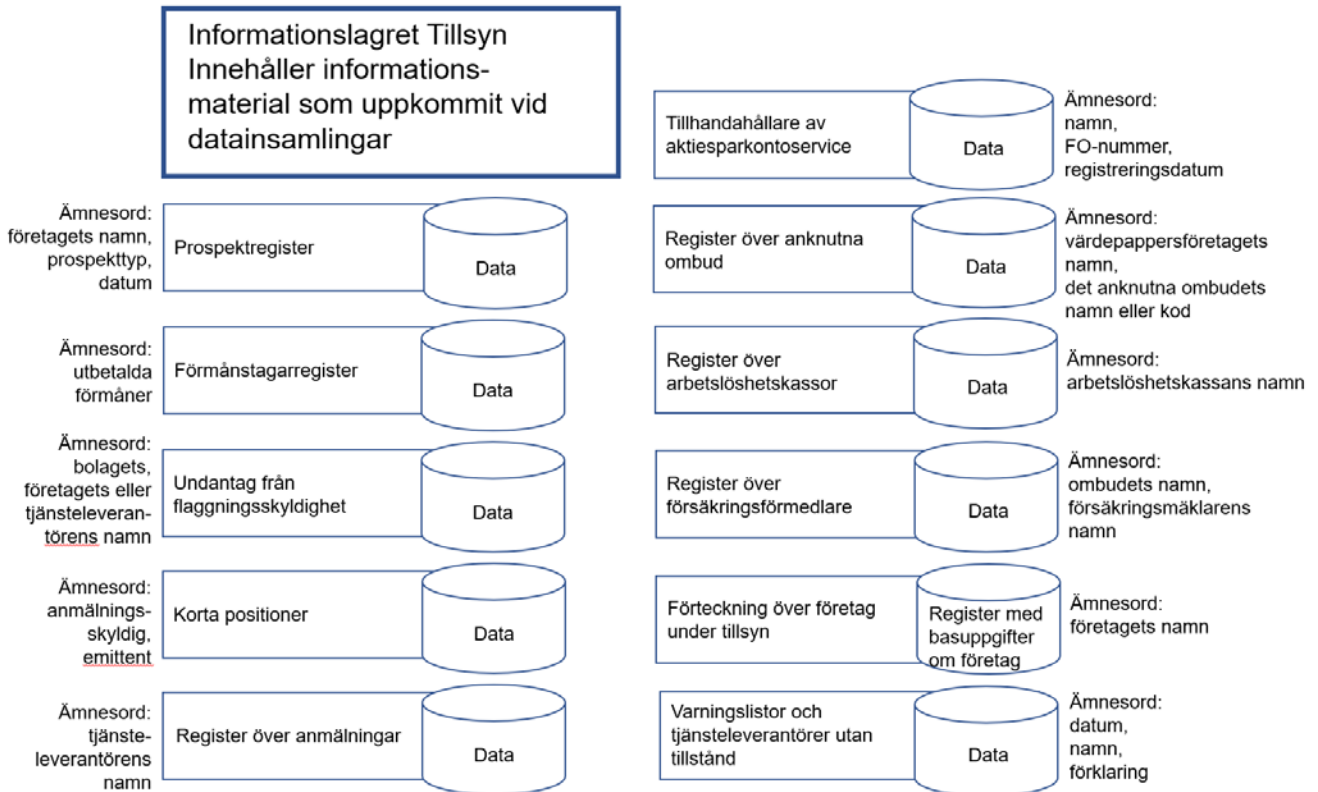 Informationslagret Tillsyn
Innehåller informations-
material som uppkommit vid
datainsamlingar
Ämnesord:
företagets namn,
prospekttyp,
datum
Prospektregister
Data
Ämnesord:
utbetalda
förmåner
Förmånstagarregister
Data
Ämnesord:
bolagets,
företagets eller
tjänsteleveran-
törens namn
Undantag från
flaggningsskyldighet
Data
Ämnesord:
anmälnings-
skyldig,
emittent
Korta positioner
Data
Ämnesord:
tjänste-
leverantörens
namn
Register över anmälningar
Data
Tillhandahållare av
aktiesparkontoservice
Data
Ämnesord:
namn,
FO-nummer,
registreringsdatum
Register över anknutna
ombud
Data
Ämnesord:
värdepappersföretagets
namn,
det anknutna ombudets
namn eller kod
Register över
arbetslöshetskassor
Data
Ämnesord:
arbetslöshetskassans namn
Register över
försäkringsförmedlare
Data
Ämnesord:
ombudets namn,
försäkringsmäklarens
namn
Förteckning över företag
under tillsyn
Register med
basuppgifter
om företag
Ämnesord:
företagets namn
Varningslistor och
tjänsteleverantörer utan
tillstånd
Data
Ämnesord:
datum,
namn,
förklaring